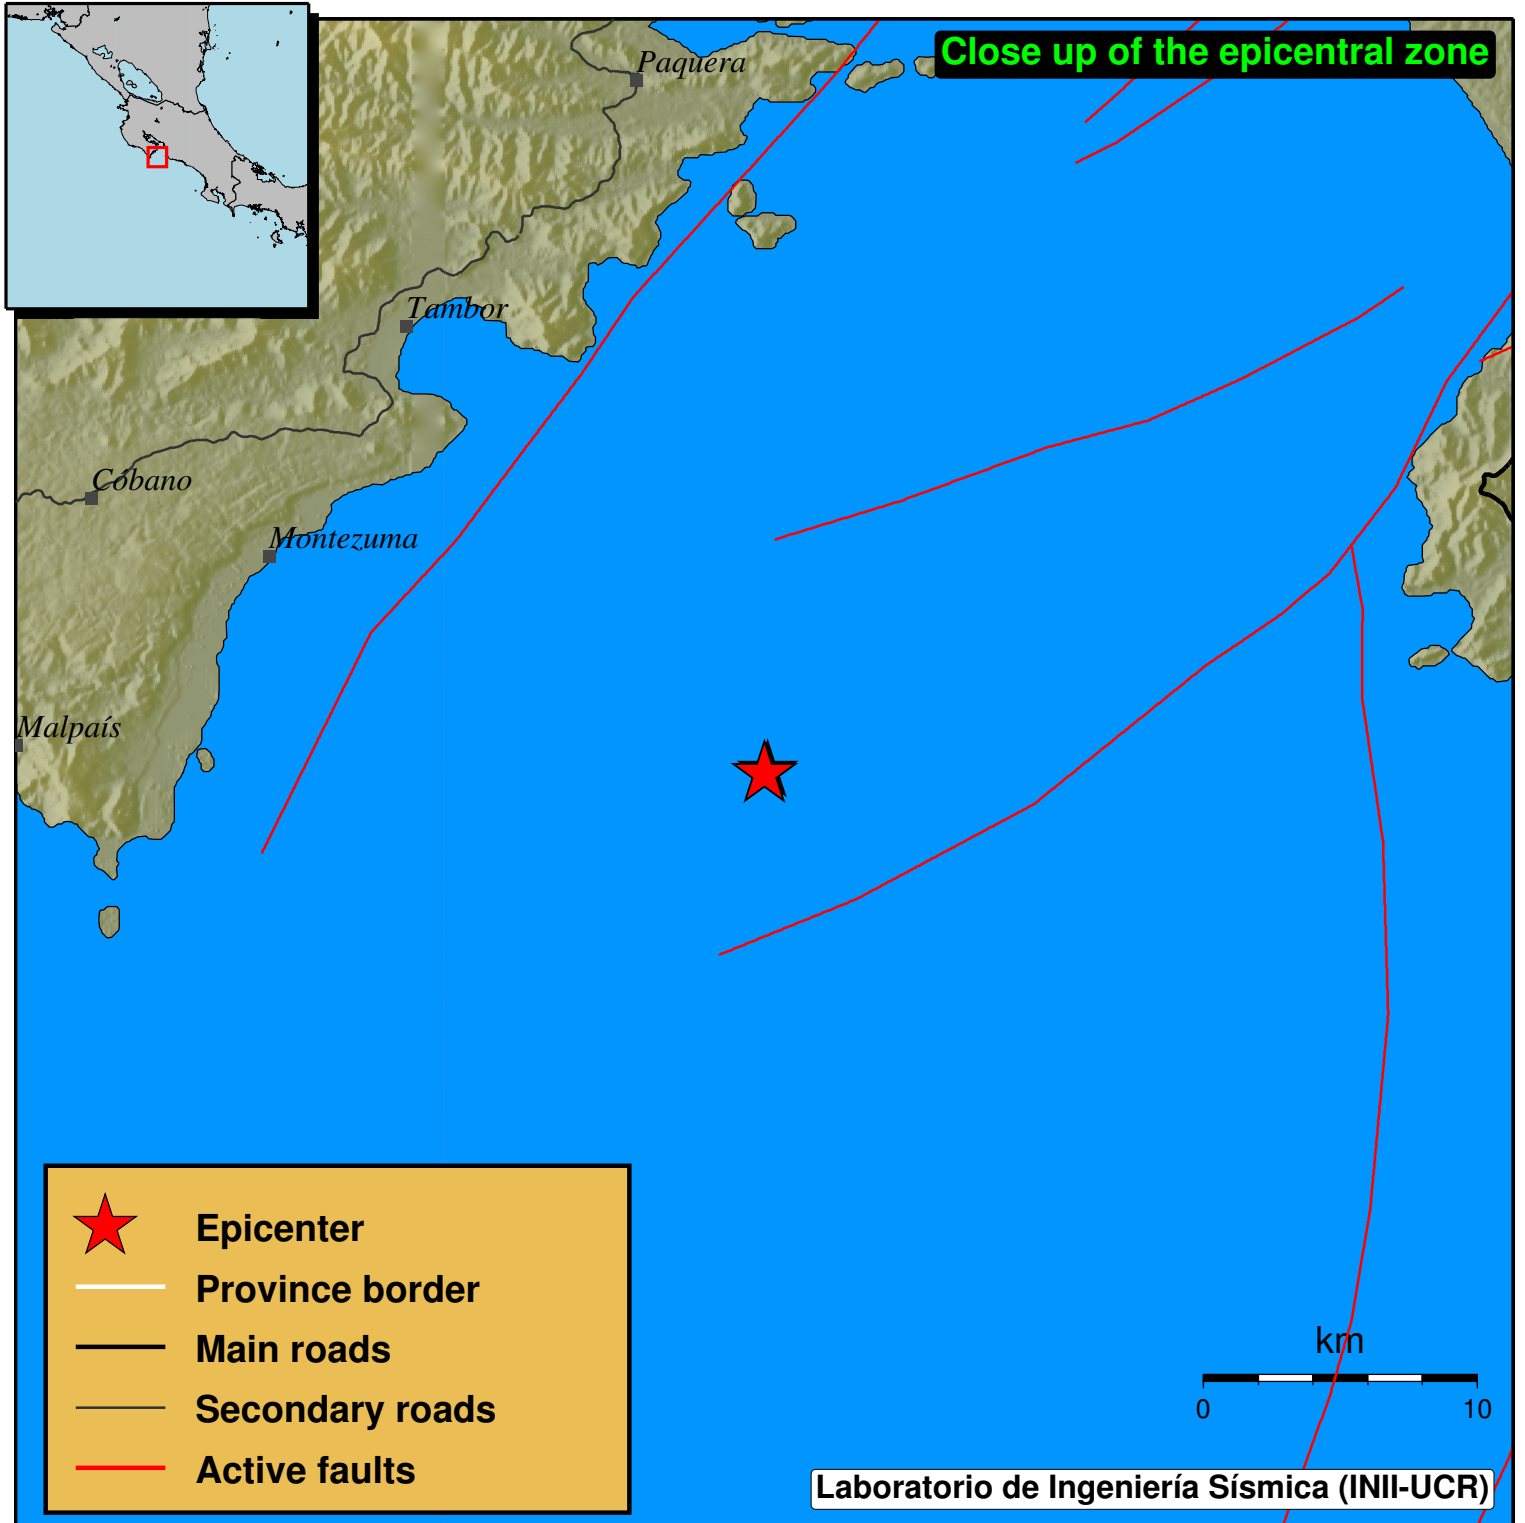 Close up of the epicentral zone
Paquera
Tambor
Cóbano
Montezuma
Malpaís
Epicenter
Province border
Main roads
Secondary roads
Active faults
km
0 10
Laboratorio de Ingeniería Sísmica (INII-UCR)